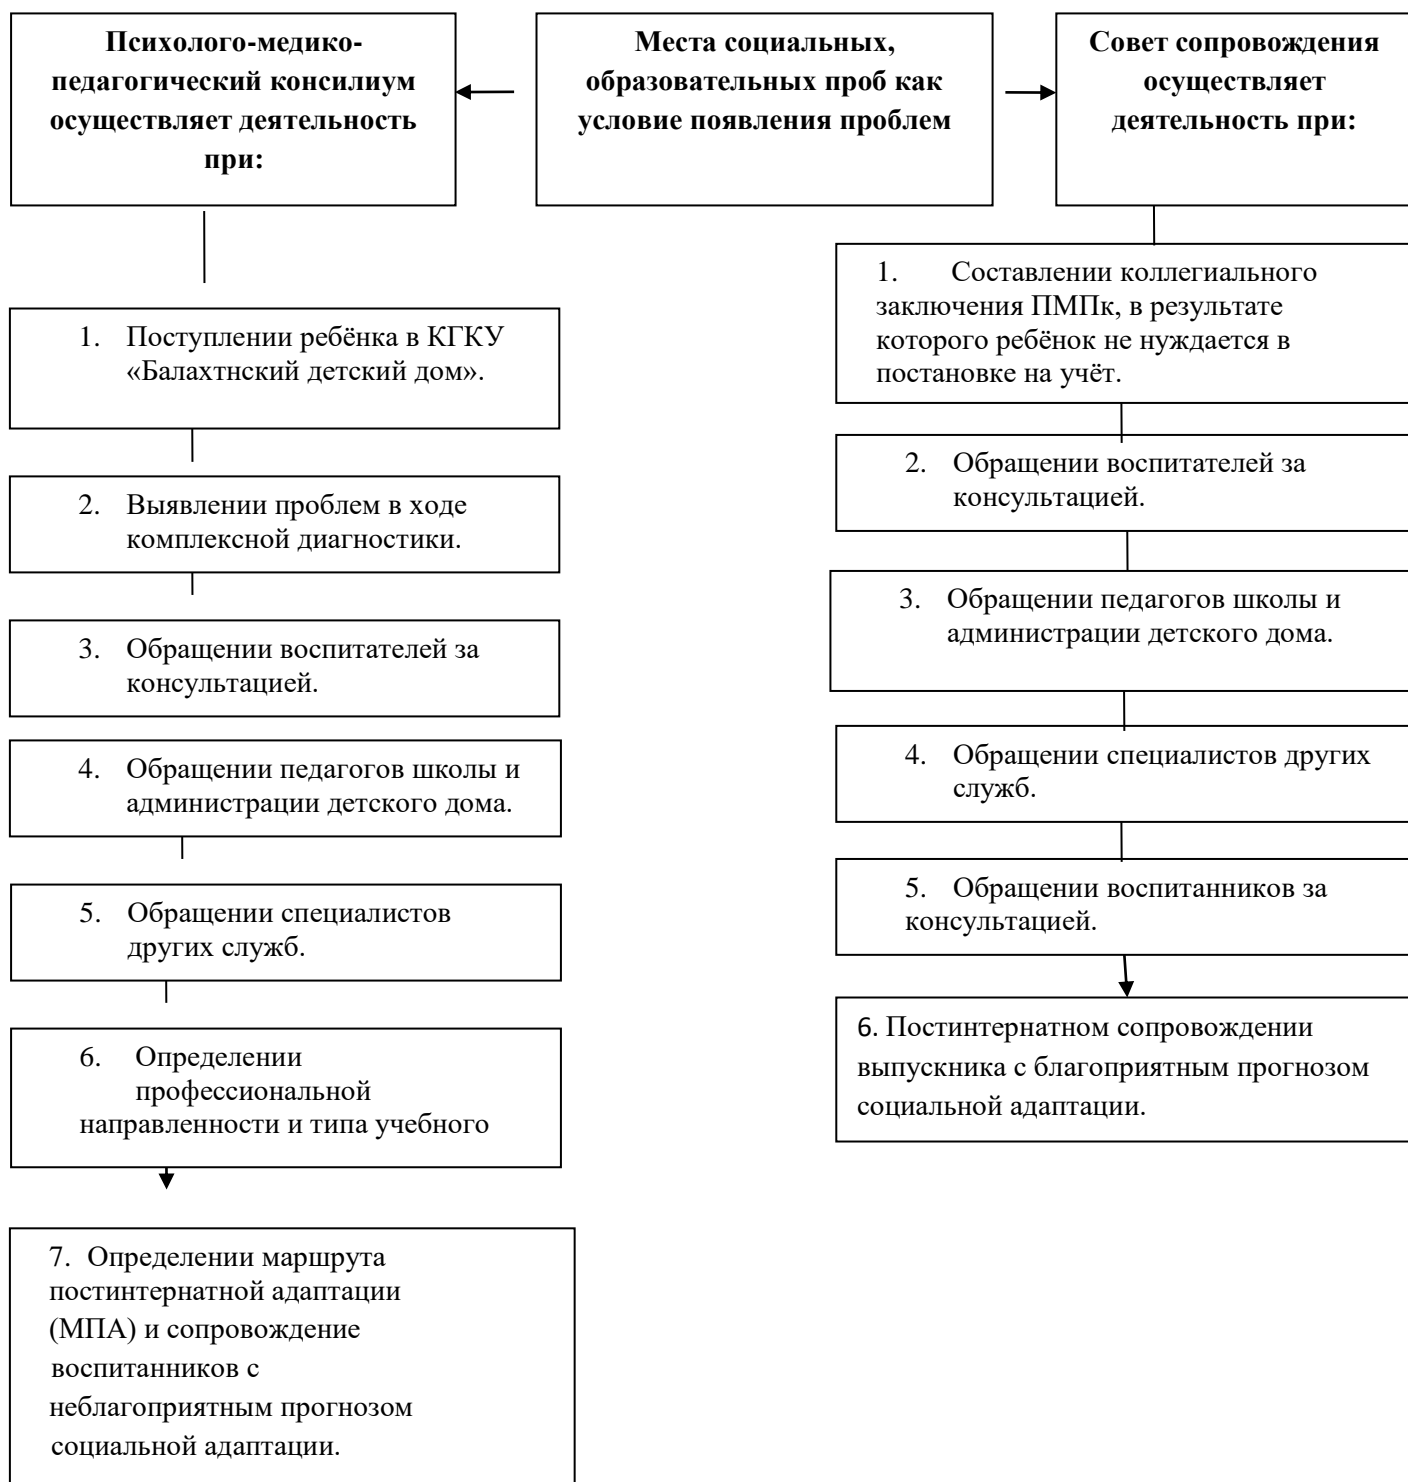 Психолого-медико-
педагогический консилиум
осуществляет деятельность
при:
Места социальных,
образовательных проб как
условие появления проблем
Совет сопровождения
осуществляет
деятельность при:
1. Поступлении ребёнка в КГКУ
«Балахтнский детский дом».
2. Выявлении проблем в ходе
комплексной диагностики.
3. Обращении воспитателей за
консультацией.
4. Обращении педагогов школы и
администрации детского дома.
5. Обращении специалистов
других служб.
6. Определении
профессиональной
направленности и типа учебного
7. Определении маршрута
постинтернатной адаптации
(МПА) и сопровождение
воспитанников с
неблагоприятным прогнозом
социальной адаптации.
1. Составлении коллегиального
заключения ПМПк, в результате
которого ребёнок не нуждается в
постановке на учёт.
2. Обращении воспитателей за
консультацией.
3. Обращении педагогов школы и
администрации детского дома.
4. Обращении специалистов других
служб.
5. Обращении воспитанников за
консультацией.
6. Постинтернатном сопровождении
выпускника с благоприятным прогнозом
социальной адаптации.